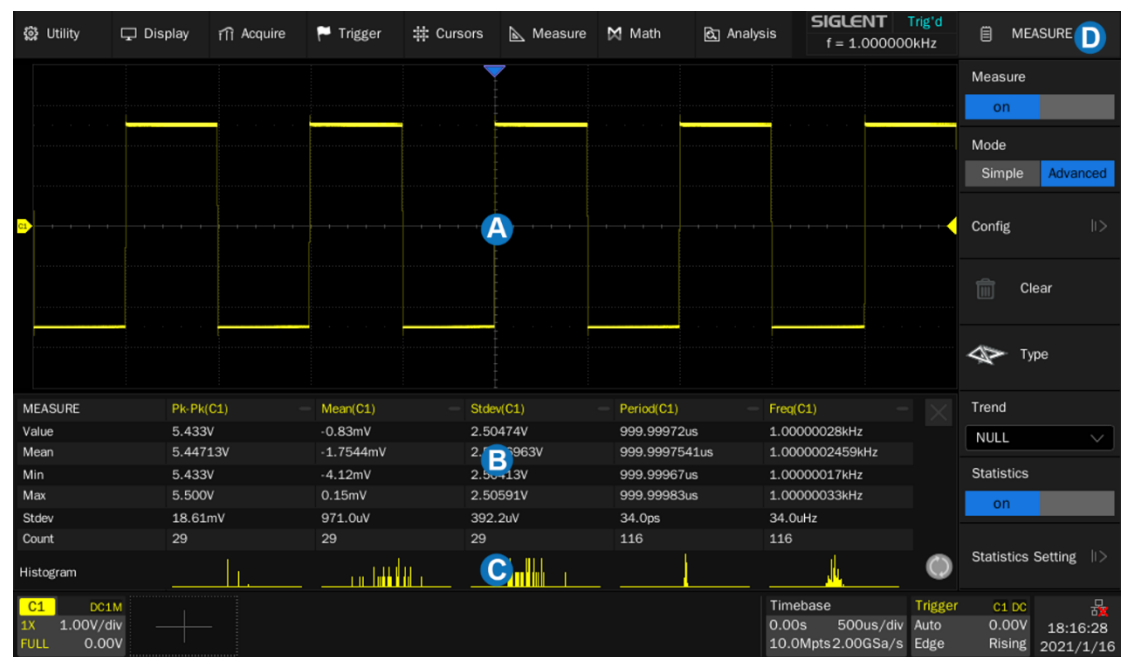 Utility Display Acquire Trigger Cursors Measure Math Analysis SIGLENT Trig'd
f = 1.000000kHz
MEASURE D
Measure
on
Mode
Simple Advanced
C1
A
Config
Clear
Type
MEASURE Pk-Pk(C1) Mean(C1) Stdev(C1) Period(C1) Freq(C1)
Value 5.433V -0.83mV 2.50474V 999.99972us 1.00000028kHz
Mean 5.44713V -1.7544mV 999.9997541us 1.0000002459kHz
B
Min 5.433V -4.12mV 999.99967us 1.00000017kHz
Max 5.500V 0.15mV 2.50591V 999.99983us 1.00000033kHz
Stdev 18.61mV 971.0uV 392.2uV 34.0ps 34.0uHz
Count 29 29 29 116 116
Histogram
C
Trend
NULL
Statistics
on
Statistics Setting
C1 DC1M
1X 1.00V/div
FULL 0.00V
Timebase
0.00s 500us/div
10.0Mpts 2.00GSa/s
Trigger C1 DC
Auto 0.00V
Edge Rising
18:16:28
2021/1/16